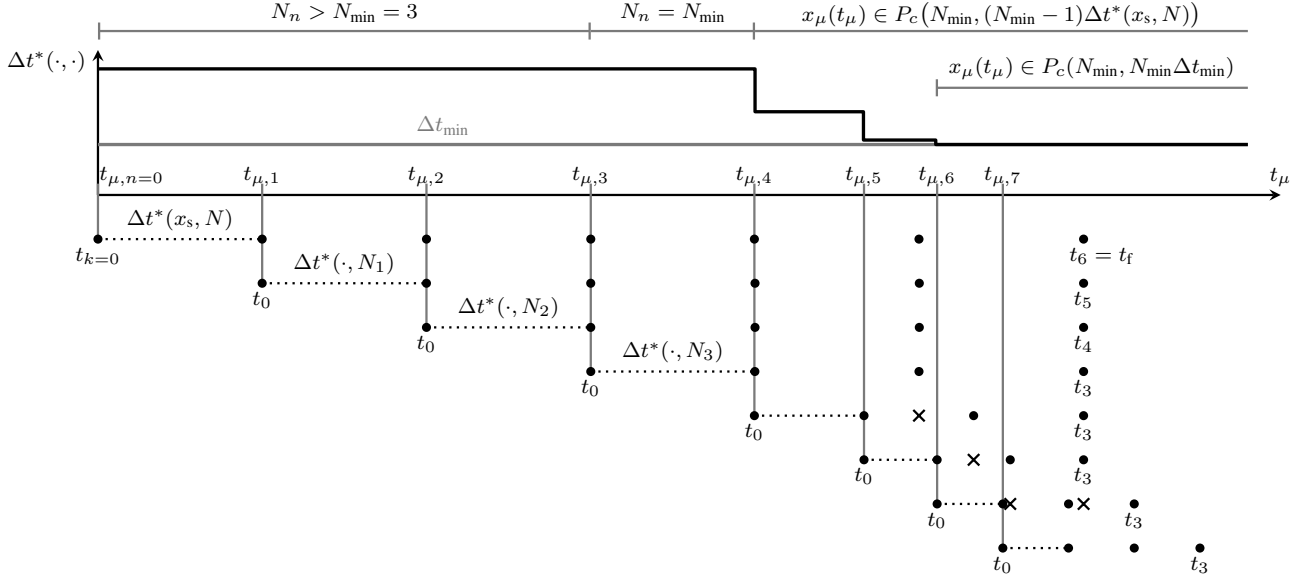 N_n > N_min = 3
N_n = N_min
x_μ(t_μ) ∈ P_c(N_min, (N_min − 1)Δt*(x_s, N))
Δt*(·, ·)
x_μ(t_μ) ∈ P_c(N_min, N_min Δt_min)
Δt_min
t_μ,n=0 t_μ,1 t_μ,2 t_μ,3 t_μ,4 t_μ,5 t_μ,6 t_μ,7 t_μ
Δt*(x_s, N)
t_k=0
t_6 = t_f
Δt*(·, N_1)
t_0
t_5
Δt*(·, N_2)
t_0
t_4
Δt*(·, N_3)
t_0
t_3
t_0
t_3
t_0
t_3
t_0
t_3
t_0
t_3